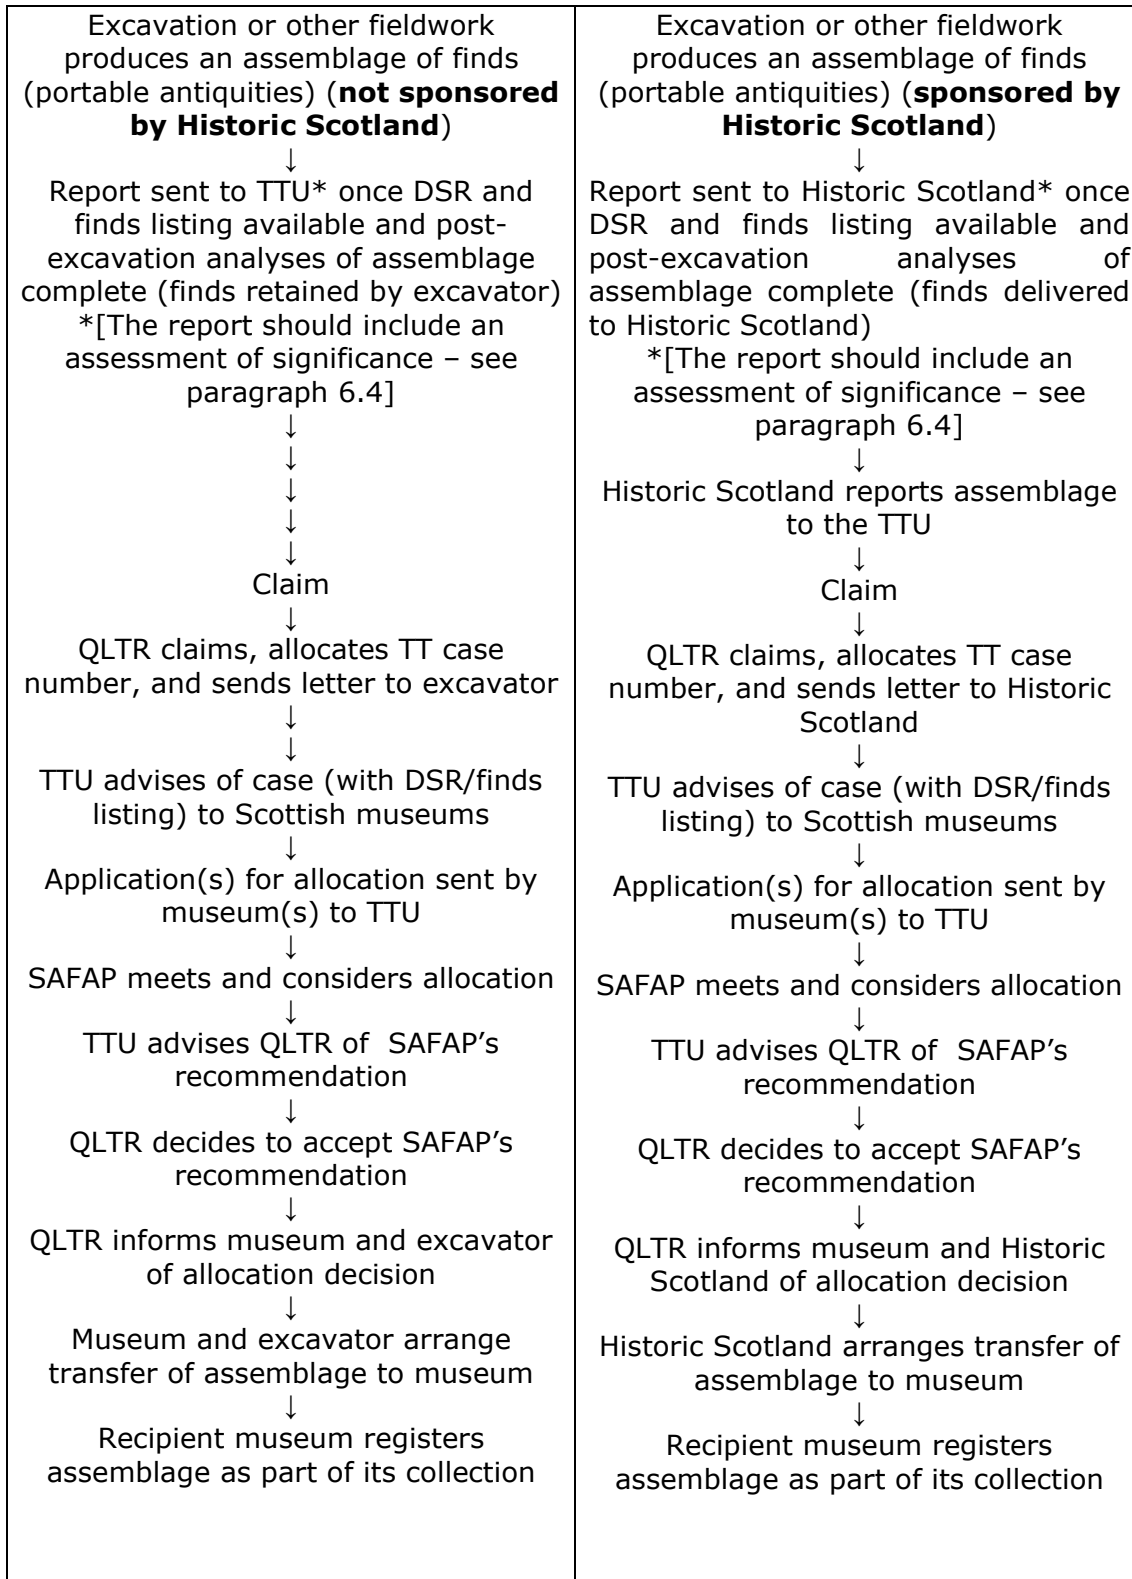 Excavation or other fieldwork
produces an assemblage of finds
(portable antiquities) (not sponsored
by Historic Scotland)
↓
Report sent to TTU* once DSR and
finds listing available and post-
excavation analyses of assemblage
complete (finds retained by excavator)
*[The report should include an
assessment of significance – see
paragraph 6.4]
↓
↓
↓
↓
↓
Claim
↓
QLTR claims, allocates TT case
number, and sends letter to excavator
↓
↓
TTU advises of case (with DSR/finds
listing) to Scottish museums
↓
Application(s) for allocation sent by
museum(s) to TTU
↓
SAFAP meets and considers allocation
↓
TTU advises QLTR of SAFAP’s
recommendation
↓
QLTR decides to accept SAFAP’s
recommendation
↓
QLTR informs museum and excavator
of allocation decision
↓
Museum and excavator arrange
transfer of assemblage to museum
↓
Recipient museum registers
assemblage as part of its collection
Excavation or other fieldwork
produces an assemblage of finds
(portable antiquities) (sponsored by
Historic Scotland)
↓
Report sent to Historic Scotland* once
DSR and finds listing available and
post-excavation analyses of
assemblage complete (finds delivered
to Historic Scotland)
*[The report should include an
assessment of significance – see
paragraph 6.4]
↓
Historic Scotland reports assemblage
to the TTU
↓
Claim
↓
QLTR claims, allocates TT case
number, and sends letter to Historic
Scotland
↓
TTU advises of case (with DSR/finds
listing) to Scottish museums
↓
Application(s) for allocation sent by
museum(s) to TTU
↓
SAFAP meets and considers allocation
↓
TTU advises QLTR of SAFAP’s
recommendation
↓
QLTR decides to accept SAFAP’s
recommendation
↓
QLTR informs museum and Historic
Scotland of allocation decision
↓
Historic Scotland arranges transfer of
assemblage to museum
↓
Recipient museum registers
assemblage as part of its collection